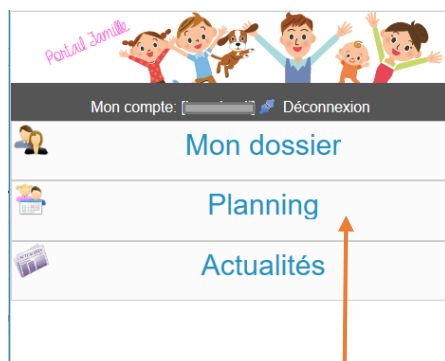 Portail Famille
Mon compte: [ ] Déconnexion
Mon dossier
Planning
Actualités